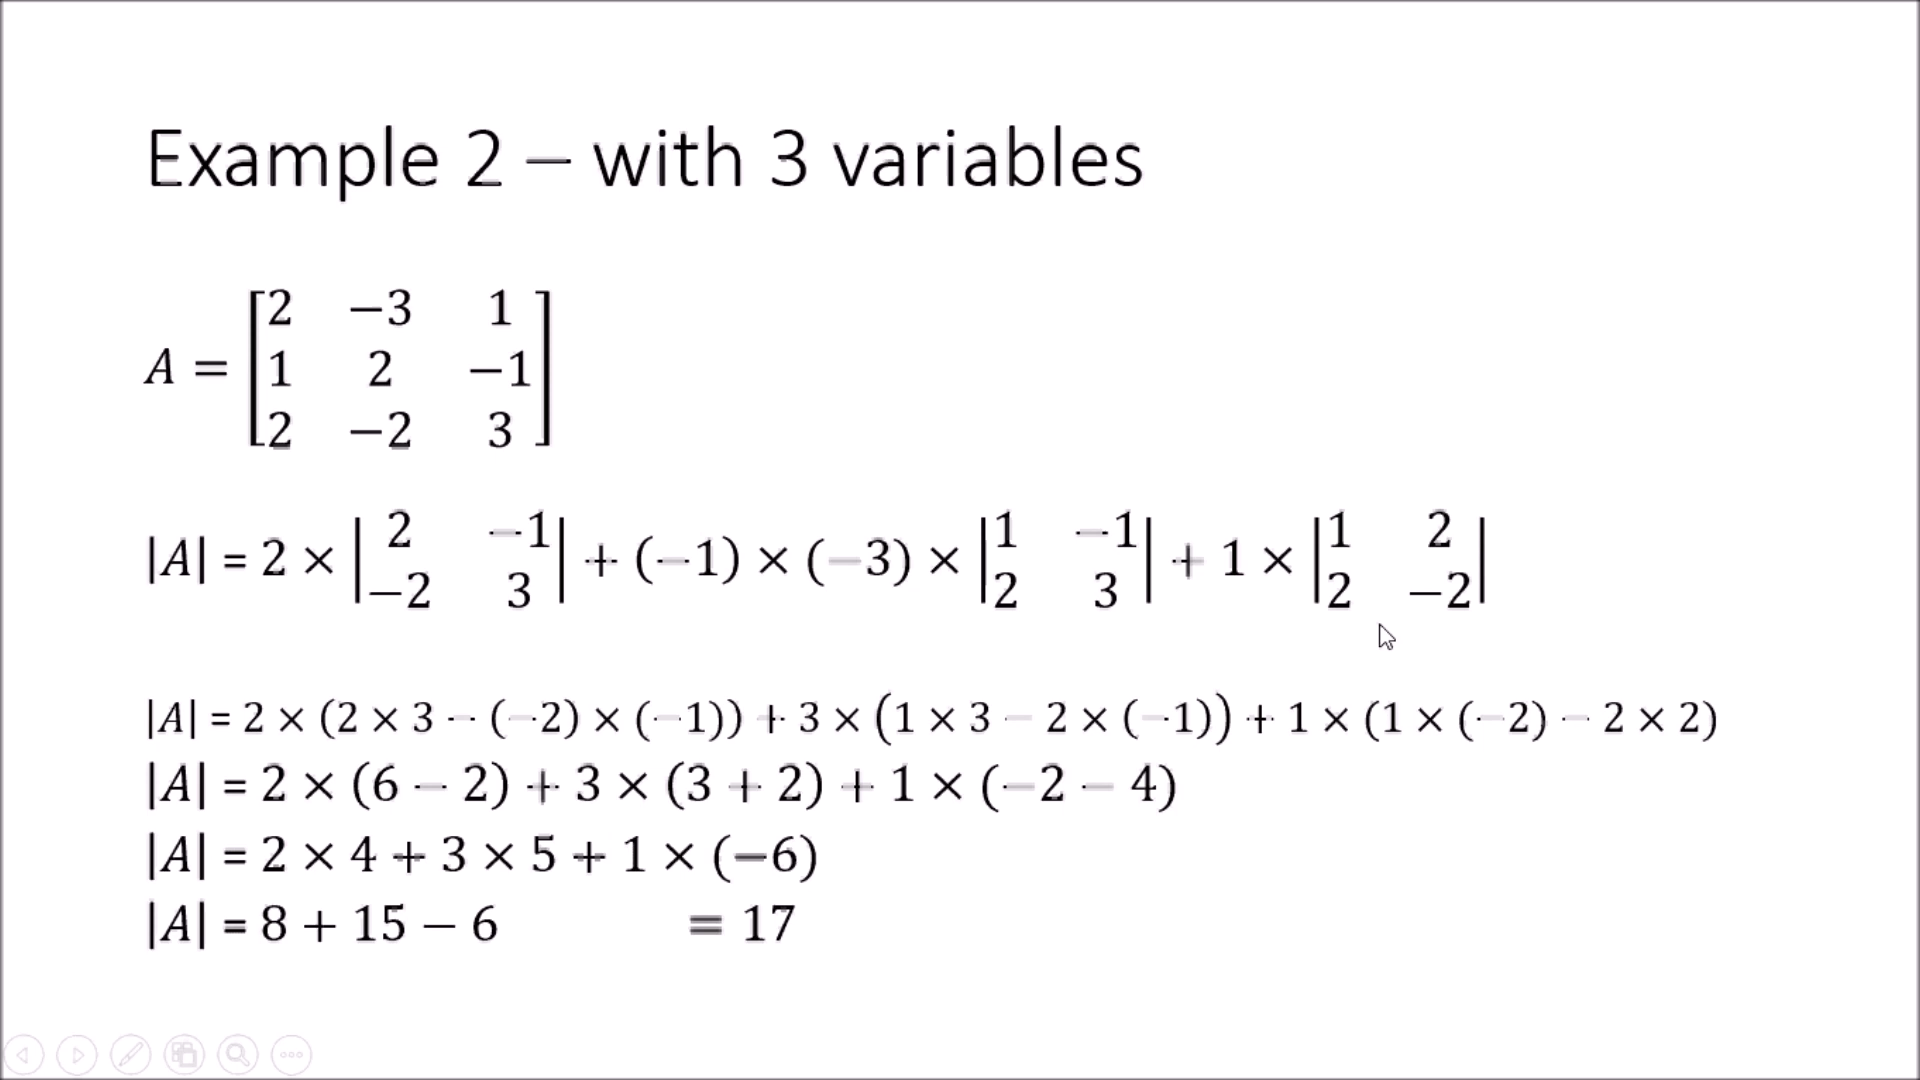 Example 2 – with 3 variables
A = [2 −3 1
1 2 −1
2 −2 3]
|A| = 2 × |2 −1; −2 3| + (−1) × (−3) × |1 −1; 2 3| + 1 × |1 2; 2 −2|
|A| = 2 × (2 × 3 − (−2) × (−1)) + 3 × (1 × 3 − 2 × (−1)) + 1 × (1 × (−2) − 2 × 2)
|A| = 2 × (6 − 2) + 3 × (3 + 2) + 1 × (−2 − 4)
|A| = 2 × 4 + 3 × 5 + 1 × (−6)
|A| = 8 + 15 − 6 = 17